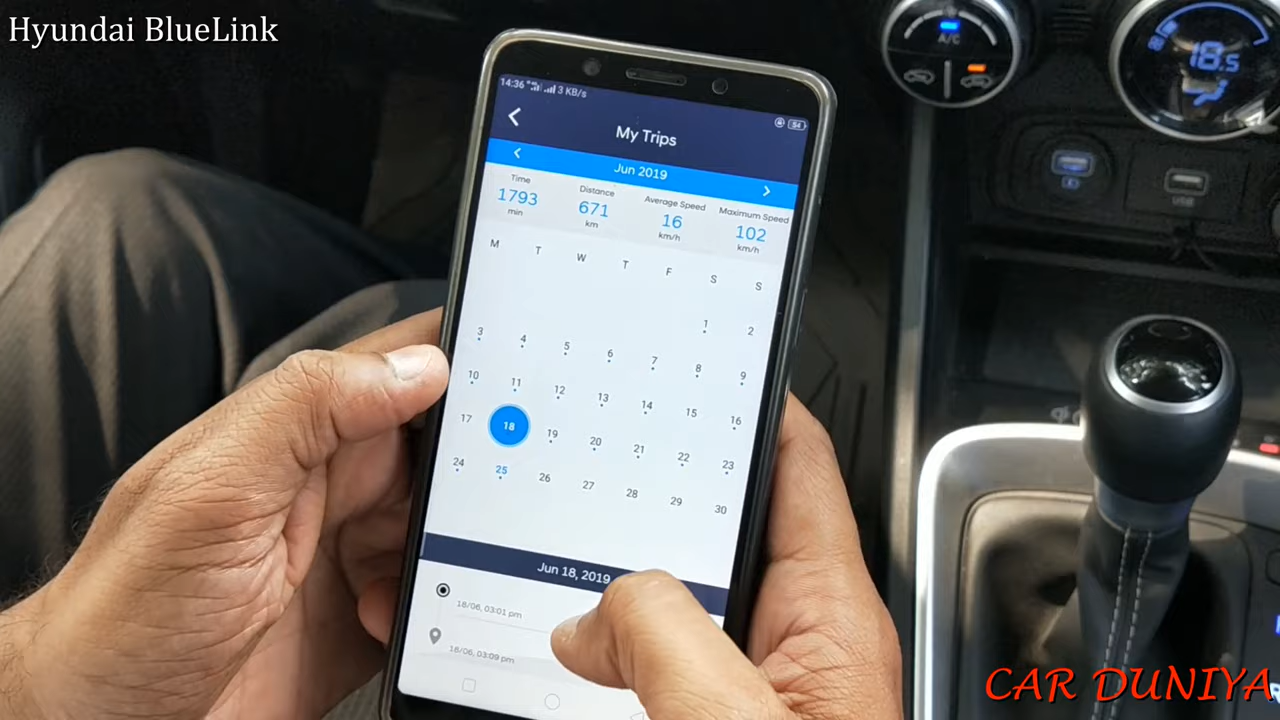 Hyundai BlueLink
14:36 3 KB/s 54
My Trips
Jun 2019
Time Distance Average Speed Maximum Speed
1793 671 16 102
min km km/h km/h
M T W T F S S
1 2
3 4 5 6 7 8 9
10 11 12 13 14 15 16
17 18 19 20 21 22 23
24 25 26 27 28 29 30
Jun 18, 2019
18/06, 03:01 pm
18/06, 03:09 pm
A/C
18.5
USB
CAR DUNIYA
R